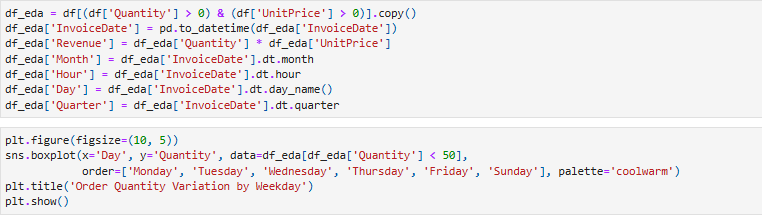 df_eda = df[(df['Quantity'] > 0) & (df['UnitPrice'] > 0)].copy()
df_eda['InvoiceDate'] = pd.to_datetime(df_eda['InvoiceDate'])
df_eda['Revenue'] = df_eda['Quantity'] * df_eda['UnitPrice']
df_eda['Month'] = df_eda['InvoiceDate'].dt.month
df_eda['Hour'] = df_eda['InvoiceDate'].dt.hour
df_eda['Day'] = df_eda['InvoiceDate'].dt.day_name()
df_eda['Quarter'] = df_eda['InvoiceDate'].dt.quarter
plt.figure(figsize=(10, 5))
sns.boxplot(x='Day', y='Quantity', data=df_eda[df_eda['Quantity'] < 50],
            order=['Monday', 'Tuesday', 'Wednesday', 'Thursday', 'Friday', 'Sunday'], palette='coolwarm')
plt.title('Order Quantity Variation by Weekday')
plt.show()